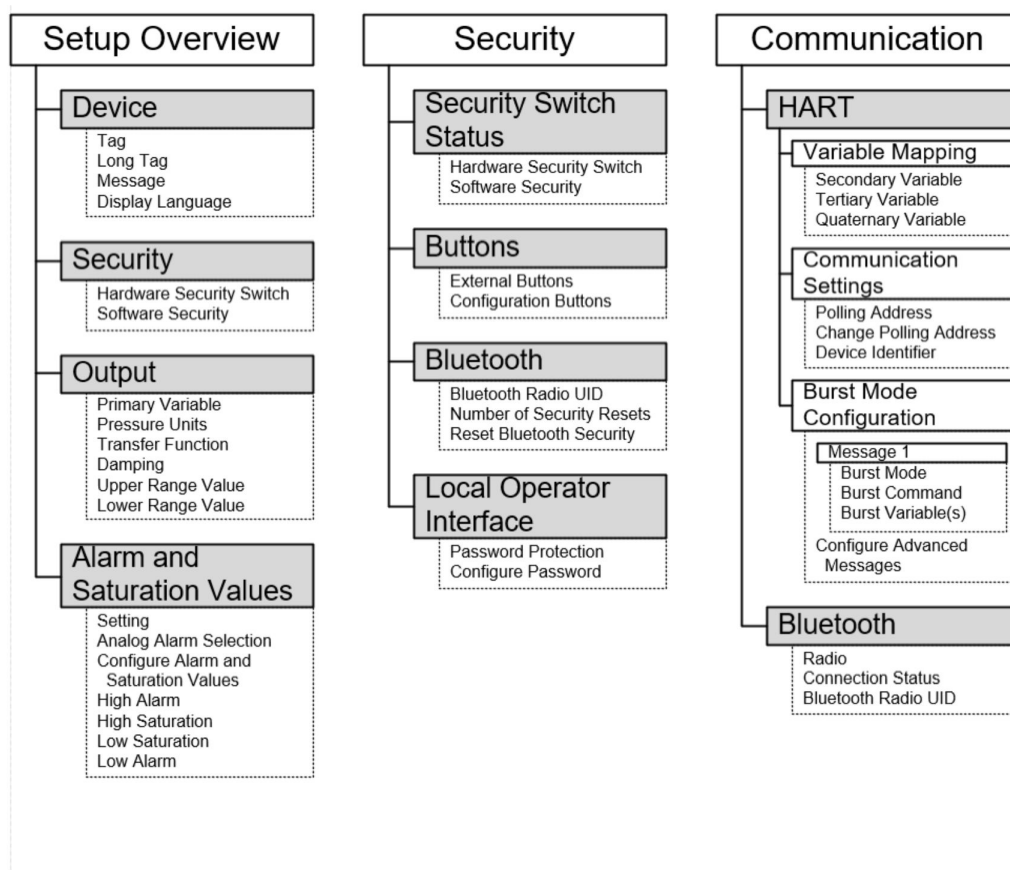 Setup Overview
Device
Tag
Long Tag
Message
Display Language
Security
Hardware Security Switch
Software Security
Output
Primary Variable
Pressure Units
Transfer Function
Damping
Upper Range Value
Lower Range Value
Alarm and
Saturation Values
Setting
Analog Alarm Selection
Configure Alarm and
Saturation Values
High Alarm
High Saturation
Low Saturation
Low Alarm
Security
Security Switch
Status
Hardware Security Switch
Software Security
Buttons
External Buttons
Configuration Buttons
Bluetooth
Bluetooth Radio UID
Number of Security Resets
Reset Bluetooth Security
Local Operator
Interface
Password Protection
Configure Password
Communication
HART
Variable Mapping
Secondary Variable
Tertiary Variable
Quaternary Variable
Communication
Settings
Polling Address
Change Polling Address
Device Identifier
Burst Mode
Configuration
Message 1
Burst Mode
Burst Command
Burst Variable(s)
Configure Advanced
Messages
Bluetooth
Radio
Connection Status
Bluetooth Radio UID